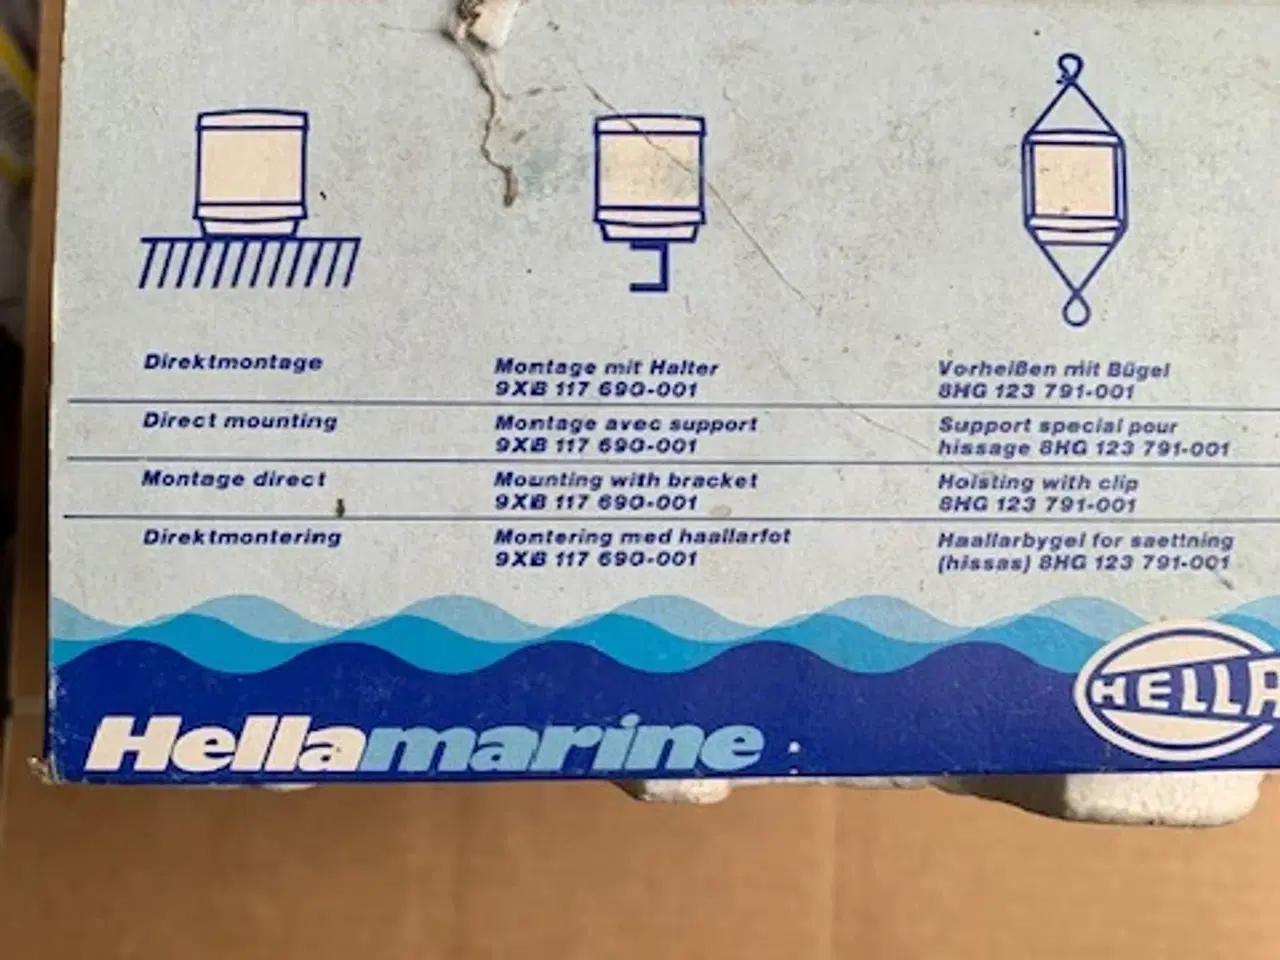 Direktmontage
Montage mit Halter
9XB 117 690-001
Vorheißen mit Bügel
8HG 123 791-001
Direct mounting
Montage avec support
9XB 117 690-001
Support special pour
hissage 8HG 123 791-001
Montage direct
Mounting with bracket
9XB 117 690-001
Hoisting with clip
8HG 123 791-001
Direktmontering
Montering med haallarfot
9XB 117 690-001
Haallarbygel for saettning
(hissas) 8HG 123 791-001
Hellamarine
HELLA